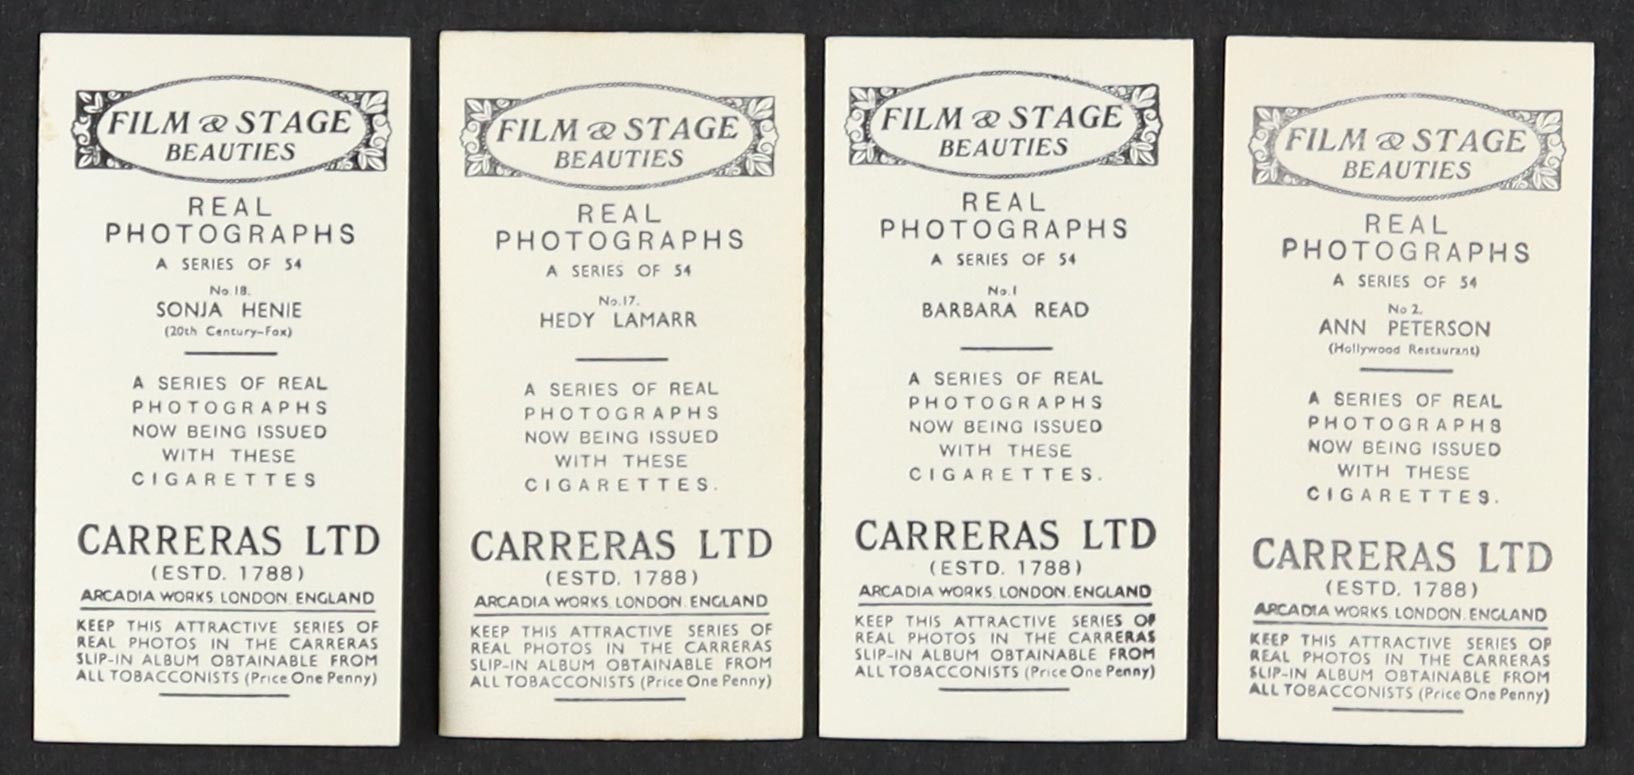 FILM & STAGE
BEAUTIES
REAL
PHOTOGRAPHS
A SERIES OF 54
No.18.
SONJA HENIE
(20th Century-Fox)
A SERIES OF REAL
PHOTOGRAPHS
NOW BEING ISSUED
WITH THESE
CIGARETTES
CARRERAS LTD
(ESTD. 1788)
ARCADIA WORKS, LONDON, ENGLAND
KEEP THIS ATTRACTIVE SERIES OF
REAL PHOTOS IN THE CARRERAS
SLIP-IN ALBUM OBTAINABLE FROM
ALL TOBACCONISTS (Price One Penny)
FILM & STAGE
BEAUTIES
REAL
PHOTOGRAPHS
A SERIES OF 54
No.17.
HEDY LAMARR
A SERIES OF REAL
PHOTOGRAPHS
NOW BEING ISSUED
WITH THESE
CIGARETTES.
CARRERAS LTD
(ESTD. 1788)
ARCADIA WORKS, LONDON, ENGLAND
KEEP THIS ATTRACTIVE SERIES OF
REAL PHOTOS IN THE CARRERAS
SLIP-IN ALBUM OBTAINABLE FROM
ALL TOBACCONISTS (Price One Penny)
FILM & STAGE
BEAUTIES
REAL
PHOTOGRAPHS
A SERIES OF 54
No.1
BARBARA READ
A SERIES OF REAL
PHOTOGRAPHS
NOW BEING ISSUED
WITH THESE
CIGARETTES.
CARRERAS LTD
(ESTD. 1788)
ARCADIA WORKS, LONDON, ENGLAND
KEEP THIS ATTRACTIVE SERIES OF
REAL PHOTOS IN THE CARRERAS
SLIP-IN ALBUM OBTAINABLE FROM
ALL TOBACCONISTS (Price One Penny)
FILM & STAGE
BEAUTIES
REAL
PHOTOGRAPHS
A SERIES OF 54
No 2.
ANN PETERSON
(Hollywood Restaurant)
A SERIES OF REAL
PHOTOGRAPHS
NOW BEING ISSUED
WITH THESE
CIGARETTES.
CARRERAS LTD
(ESTD. 1788)
ARCADIA WORKS, LONDON, ENGLAND
KEEP THIS ATTRACTIVE SERIES OF
REAL PHOTOS IN THE CARRERAS
SLIP-IN ALBUM OBTAINABLE FROM
ALL TOBACCONISTS (Price One Penny)